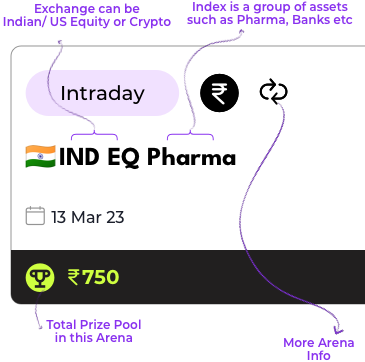 Exchange can be
Indian/ US Equity or Crypto
Index is a group of assets
such as Pharma, Banks etc
Intraday
₹
IND EQ Pharma
13 Mar 23
₹750
Total Prize Pool
in this Arena
More Arena
Info